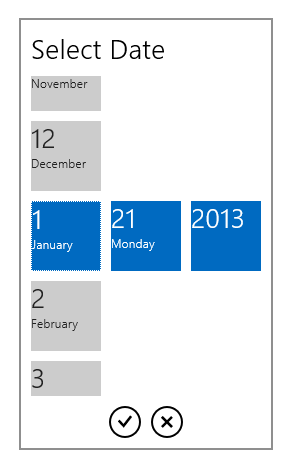 Select Date
November
12
December
1
January
21
Monday
2013
2
February
3